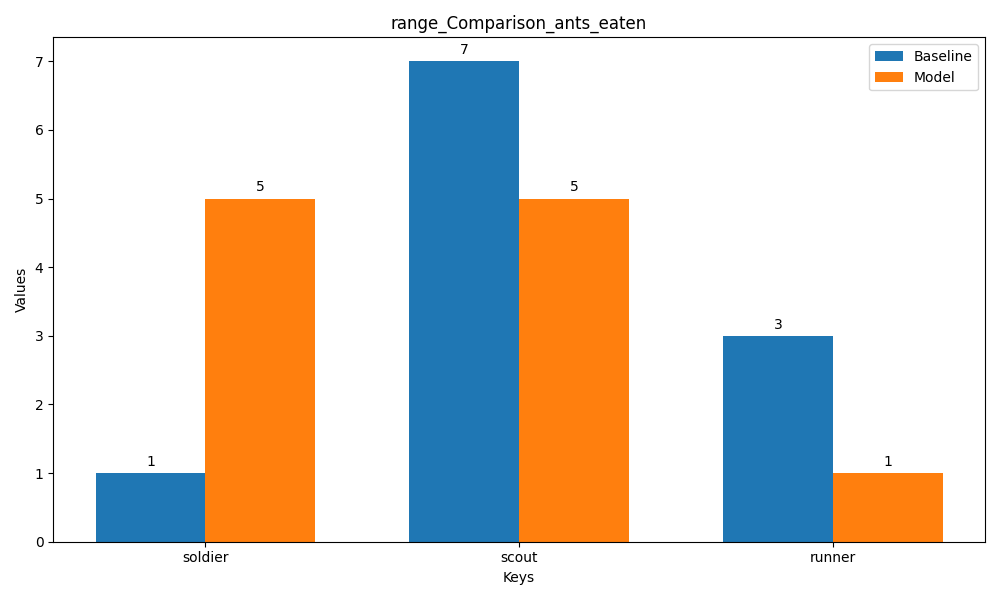 range_Comparison_ants_eaten
Baseline
Model
7
6
5
4
3
2
1
0
Values
1
5
7
5
3
1
soldier
scout
runner
Keys